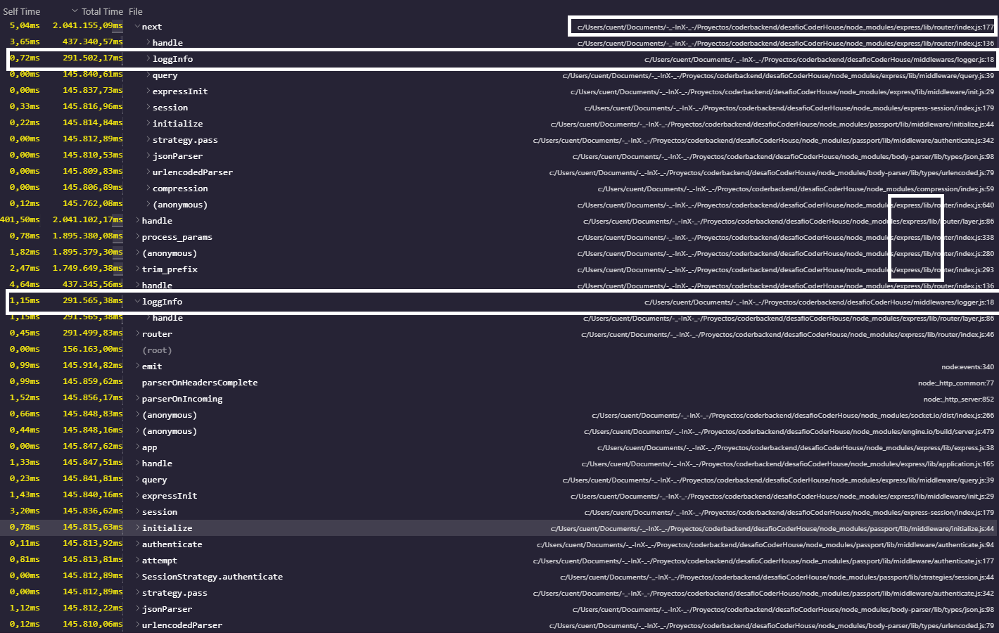 Self Time Total Time File
5,04ms 2.041.155,09ms next c:/Users/cuent/Documents/-_-InX-_-/Proyectos/coderbackend/desafioCoderHouse/node_modules/express/lib/router/index.js:177
3,65ms 437.340,57ms handle c:/Users/cuent/Documents/-_-InX-_-/Proyectos/coderbackend/desafioCoderHouse/node_modules/express/lib/router/index.js:136
0,72ms 291.502,17ms loggInfo c:/Users/cuent/Documents/-_-InX-_-/Proyectos/coderbackend/desafioCoderHouse/middlewares/logger.js:18
0,00ms 145.840,61ms query c:/Users/cuent/Documents/-_-InX-_-/Proyectos/coderbackend/desafioCoderHouse/node_modules/express/lib/middleware/query.js:39
0,00ms 145.837,73ms expressInit c:/Users/cuent/Documents/-_-InX-_-/Proyectos/coderbackend/desafioCoderHouse/node_modules/express/lib/middleware/init.js:29
0,33ms 145.816,96ms session c:/Users/cuent/Documents/-_-InX-_-/Proyectos/coderbackend/desafioCoderHouse/node_modules/express-session/index.js:179
0,22ms 145.814,84ms initialize c:/Users/cuent/Documents/-_-InX-_-/Proyectos/coderbackend/desafioCoderHouse/node_modules/passport/lib/middleware/initialize.js:44
0,00ms 145.812,89ms strategy.pass c:/Users/cuent/Documents/-_-InX-_-/Proyectos/coderbackend/desafioCoderHouse/node_modules/passport/lib/middleware/authenticate.js:342
0,00ms 145.810,53ms jsonParser c:/Users/cuent/Documents/-_-InX-_-/Proyectos/coderbackend/desafioCoderHouse/node_modules/body-parser/lib/types/json.js:98
0,00ms 145.809,83ms urlencodedParser c:/Users/cuent/Documents/-_-InX-_-/Proyectos/coderbackend/desafioCoderHouse/node_modules/body-parser/lib/types/urlencoded.js:79
0,00ms 145.806,89ms compression c:/Users/cuent/Documents/-_-InX-_-/Proyectos/coderbackend/desafioCoderHouse/node_modules/compression/index.js:59
0,12ms 145.762,08ms (anonymous) c:/Users/cuent/Documents/-_-InX-_-/Proyectos/coderbackend/desafioCoderHouse/node_modules/express/lib/router/index.js:640
401,50ms 2.041.102,17ms handle c:/Users/cuent/Documents/-_-InX-_-/Proyectos/coderbackend/desafioCoderHouse/node_modules/express/lib/router/layer.js:86
0,78ms 1.895.380,08ms process_params c:/Users/cuent/Documents/-_-InX-_-/Proyectos/coderbackend/desafioCoderHouse/node_modules/express/lib/router/index.js:338
1,82ms 1.895.379,30ms (anonymous) c:/Users/cuent/Documents/-_-InX-_-/Proyectos/coderbackend/desafioCoderHouse/node_modules/express/lib/router/index.js:280
2,47ms 1.749.649,38ms trim_prefix c:/Users/cuent/Documents/-_-InX-_-/Proyectos/coderbackend/desafioCoderHouse/node_modules/express/lib/router/index.js:293
4,64ms 437.345,56ms handle c:/Users/cuent/Documents/-_-InX-_-/Proyectos/coderbackend/desafioCoderHouse/node_modules/express/lib/router/index.js:136
1,15ms 291.565,38ms loggInfo c:/Users/cuent/Documents/-_-InX-_-/Proyectos/coderbackend/desafioCoderHouse/middlewares/logger.js:18
1,15ms 291.565,38ms handle c:/Users/cuent/Documents/-_-InX-_-/Proyectos/coderbackend/desafioCoderHouse/node_modules/express/lib/router/layer.js:86
0,45ms 291.499,83ms router c:/Users/cuent/Documents/-_-InX-_-/Proyectos/coderbackend/desafioCoderHouse/node_modules/express/lib/router/index.js:46
0,00ms 156.163,00ms (root)
0,99ms 145.914,82ms emit node:events:340
0,99ms 145.859,62ms parserOnHeadersComplete node:_http_common:77
1,52ms 145.856,17ms parserOnIncoming node:_http_server:852
0,66ms 145.848,83ms (anonymous) c:/Users/cuent/Documents/-_-InX-_-/Proyectos/coderbackend/desafioCoderHouse/node_modules/socket.io/dist/index.js:266
0,44ms 145.848,16ms (anonymous) c:/Users/cuent/Documents/-_-InX-_-/Proyectos/coderbackend/desafioCoderHouse/node_modules/engine.io/build/server.js:479
0,00ms 145.847,62ms app c:/Users/cuent/Documents/-_-InX-_-/Proyectos/coderbackend/desafioCoderHouse/node_modules/express/lib/express.js:38
1,33ms 145.847,51ms handle c:/Users/cuent/Documents/-_-InX-_-/Proyectos/coderbackend/desafioCoderHouse/node_modules/express/lib/application.js:165
0,23ms 145.841,81ms query c:/Users/cuent/Documents/-_-InX-_-/Proyectos/coderbackend/desafioCoderHouse/node_modules/express/lib/middleware/query.js:39
1,43ms 145.840,16ms expressInit c:/Users/cuent/Documents/-_-InX-_-/Proyectos/coderbackend/desafioCoderHouse/node_modules/express/lib/middleware/init.js:29
3,20ms 145.836,62ms session c:/Users/cuent/Documents/-_-InX-_-/Proyectos/coderbackend/desafioCoderHouse/node_modules/express-session/index.js:179
0,78ms 145.815,63ms initialize c:/Users/cuent/Documents/-_-InX-_-/Proyectos/coderbackend/desafioCoderHouse/node_modules/passport/lib/middleware/initialize.js:44
0,11ms 145.813,92ms authenticate c:/Users/cuent/Documents/-_-InX-_-/Proyectos/coderbackend/desafioCoderHouse/node_modules/passport/lib/middleware/authenticate.js:94
0,81ms 145.813,81ms attempt c:/Users/cuent/Documents/-_-InX-_-/Proyectos/coderbackend/desafioCoderHouse/node_modules/passport/lib/middleware/authenticate.js:177
0,00ms 145.812,89ms SessionStrategy.authenticate c:/Users/cuent/Documents/-_-InX-_-/Proyectos/coderbackend/desafioCoderHouse/node_modules/passport/lib/strategies/session.js:44
0,00ms 145.812,89ms strategy.pass c:/Users/cuent/Documents/-_-InX-_-/Proyectos/coderbackend/desafioCoderHouse/node_modules/passport/lib/middleware/authenticate.js:342
1,12ms 145.812,22ms jsonParser c:/Users/cuent/Documents/-_-InX-_-/Proyectos/coderbackend/desafioCoderHouse/node_modules/body-parser/lib/types/json.js:98
0,12ms 145.810,06ms urlencodedParser c:/Users/cuent/Documents/-_-InX-_-/Proyectos/coderbackend/desafioCoderHouse/node_modules/body-parser/lib/types/urlencoded.js:79